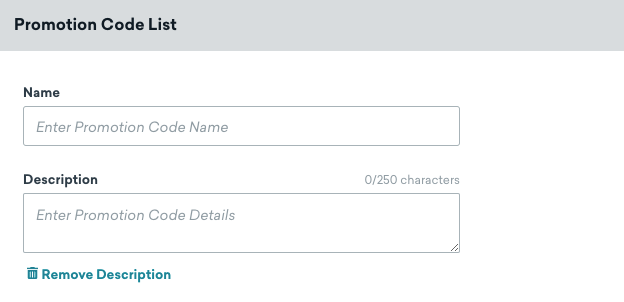 Promotion Code List
Name
Enter Promotion Code Name
Description 0/250 characters
Enter Promotion Code Details
Remove Description